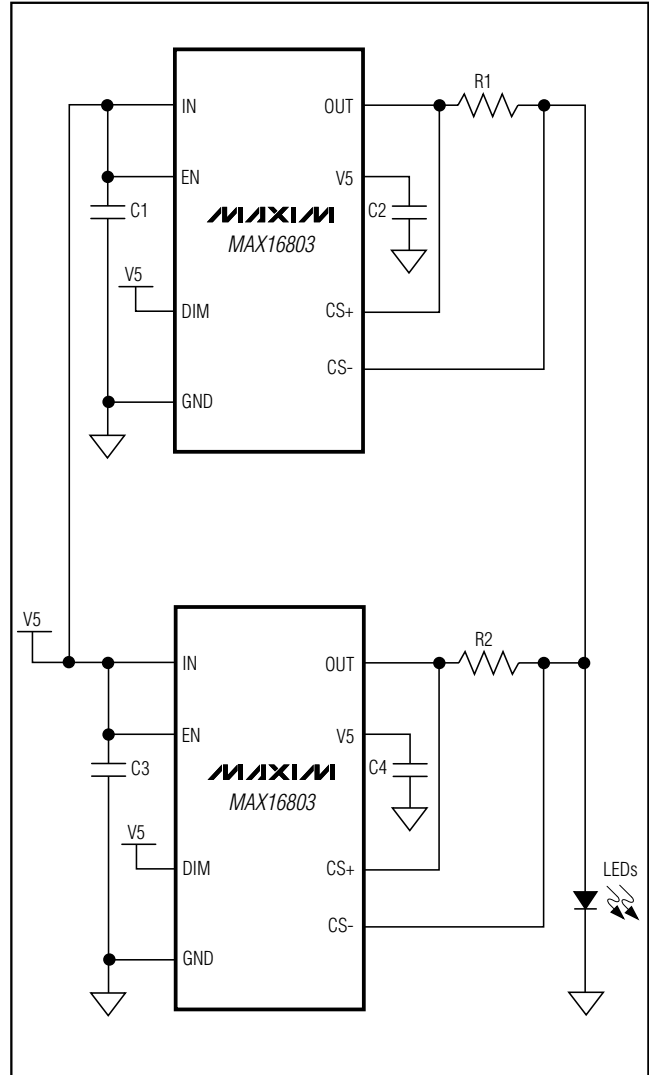 IN
OUT
R1
EN
V5
C1
C2
MAXIM
MAX16803
V5
DIM
CS+
CS-
GND
V5
IN
OUT
R2
EN
V5
C3
C4
MAXIM
MAX16803
V5
DIM
CS+
CS-
LEDs
GND